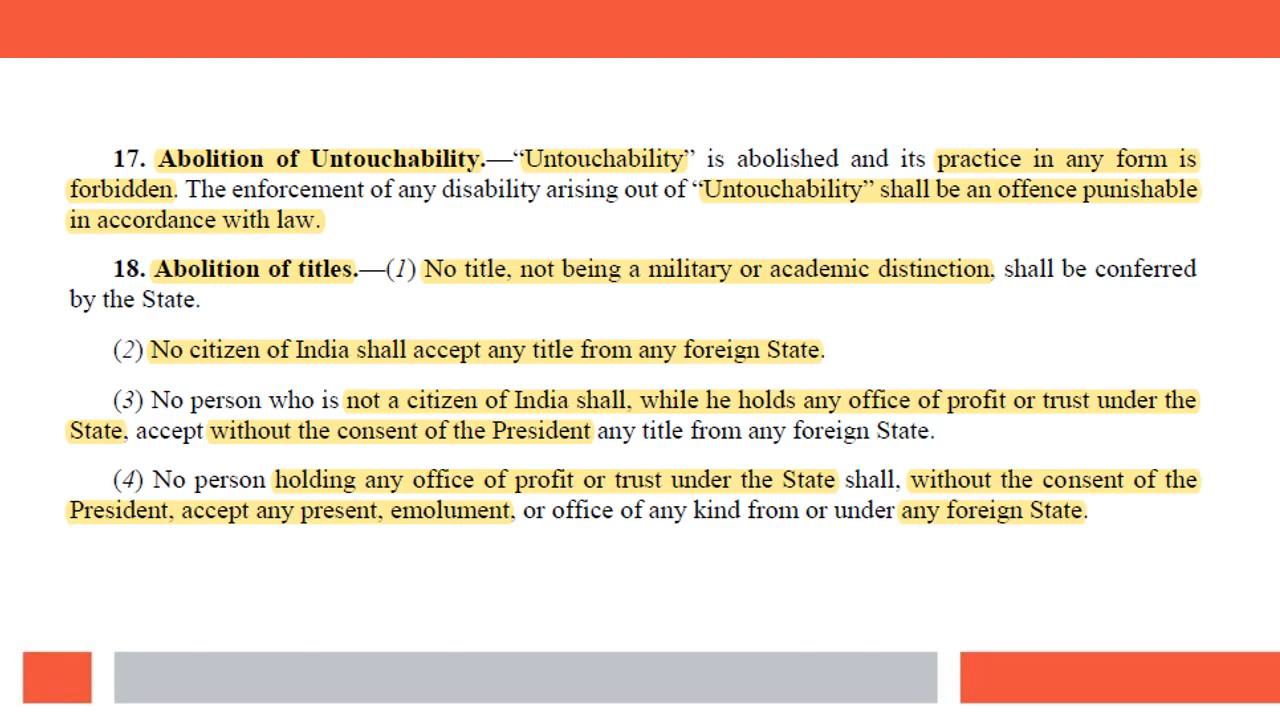 17. Abolition of Untouchability.—“Untouchability” is abolished and its practice in any form is
forbidden. The enforcement of any disability arising out of “Untouchability” shall be an offence punishable
in accordance with law.
18. Abolition of titles.—(1) No title, not being a military or academic distinction, shall be conferred
by the State.
(2) No citizen of India shall accept any title from any foreign State.
(3) No person who is not a citizen of India shall, while he holds any office of profit or trust under the
State, accept without the consent of the President any title from any foreign State.
(4) No person holding any office of profit or trust under the State shall, without the consent of the
President, accept any present, emolument, or office of any kind from or under any foreign State.